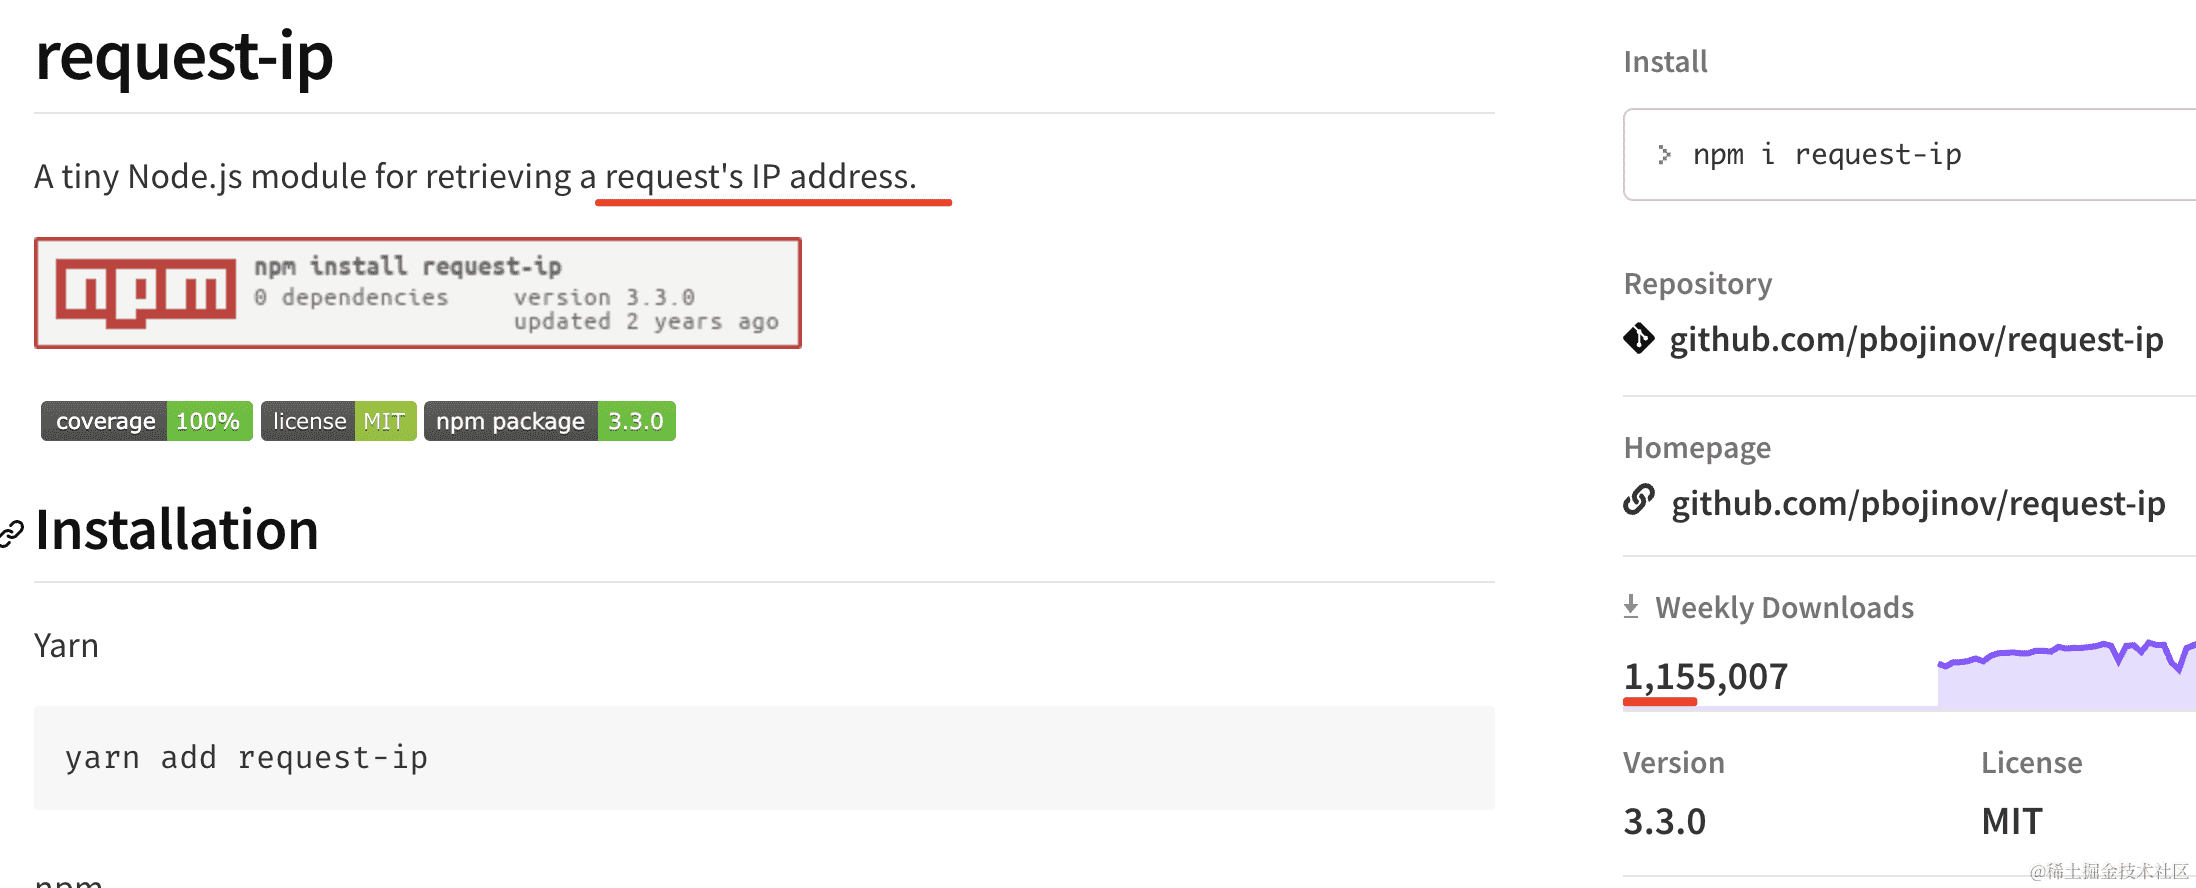 request-ip
A tiny Node.js module for retrieving a request's IP address.
npm
npm install request-ip
0 dependencies version 3.3.0
updated 2 years ago
coverage 100% license MIT npm package 3.3.0
Installation
Yarn
yarn add request-ip
npm
Install
> npm i request-ip
Repository
github.com/pbojinov/request-ip
Homepage
github.com/pbojinov/request-ip
Weekly Downloads
1,155,007
Version License
3.3.0 MIT
@稀土掘金技术社区